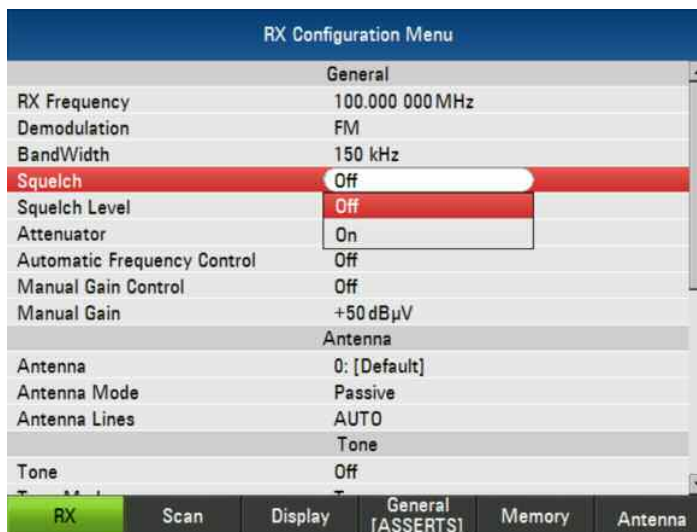 RX Configuration Menu
General
RX Frequency 100.000 000 MHz
Demodulation FM
BandWidth 150 kHz
Squelch Off
Squelch Level Off
Attenuator On
Automatic Frequency Control Off
Manual Gain Control Off
Manual Gain +50 dBµV
Antenna
Antenna 0: [Default]
Antenna Mode Passive
Antenna Lines AUTO
Tone
Tone Off
RX Scan Display General [ASSERTS] Memory Antenna